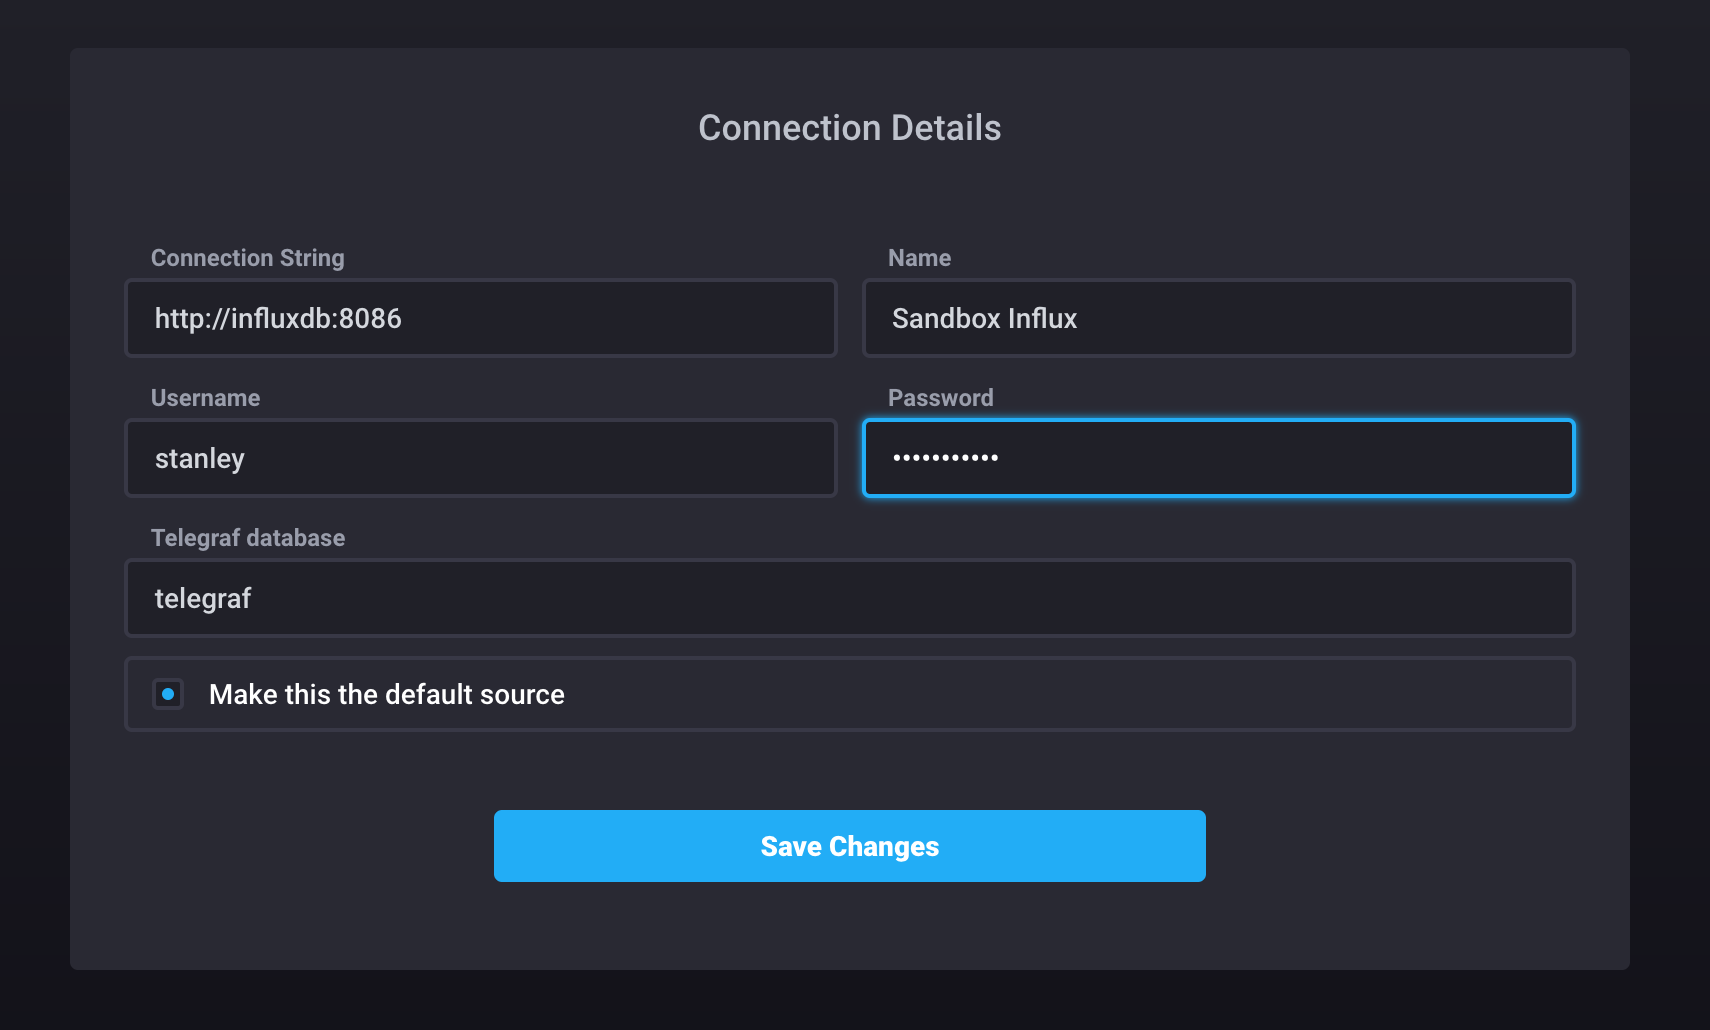 Connection Details
Connection String
Name
http://influxdb:8086
Sandbox Influx
Username
Password
stanley
•••••••••••
Telegraf database
telegraf
Make this the default source
Save Changes